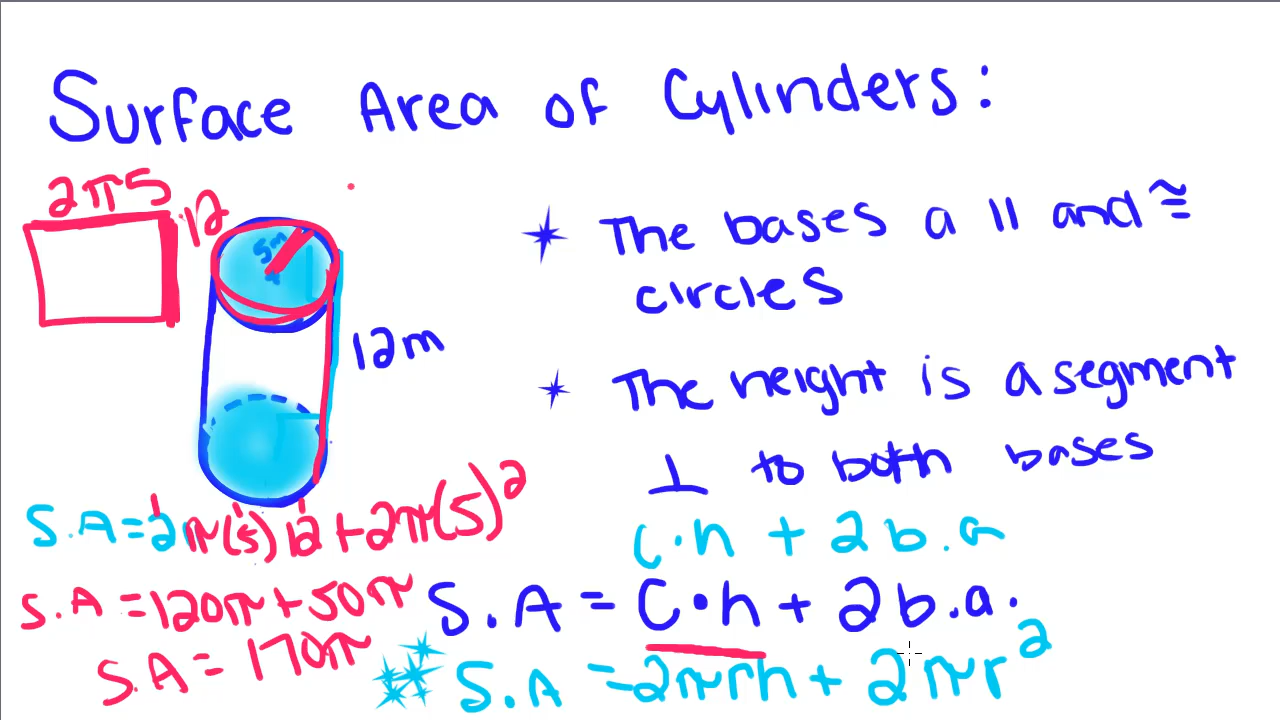 Surface Area of Cylinders:
2π5
12
5m
12m
* The bases a || and ≅
circles
* The height is a segment
⊥ to both bases
C·h + 2b.a
S.A = C·h + 2b.a.
S.A = 2πrh + 2πr²
S.A = 2π(5)12 + 2π(5)²
S.A = 120π + 50π
S.A = 170π